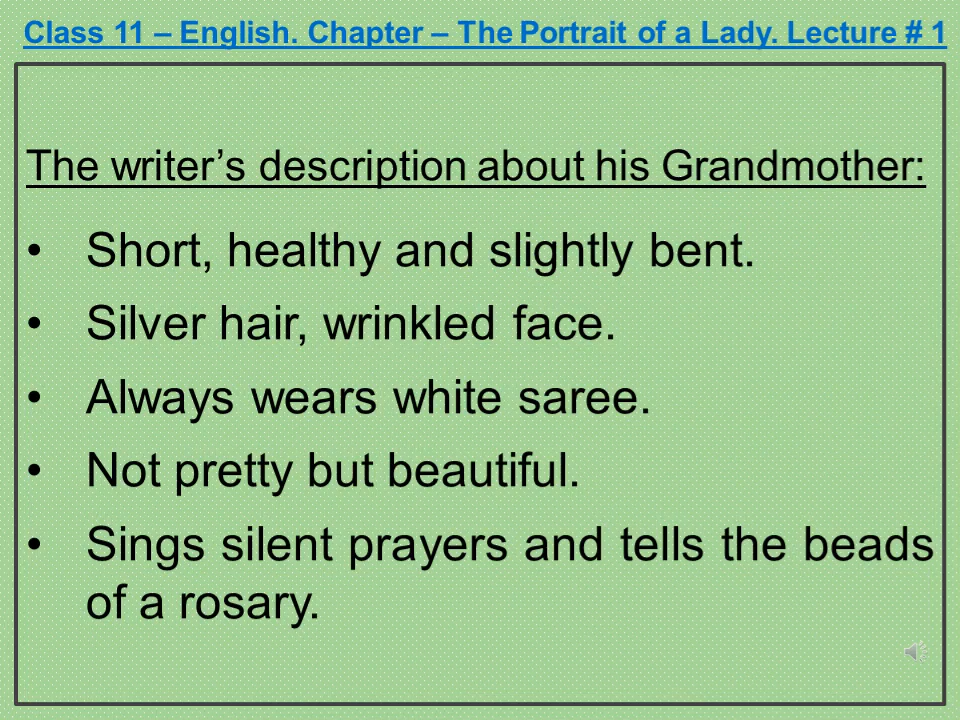 Class 11 – English. Chapter – The Portrait of a Lady. Lecture # 1
The writer’s description about his Grandmother:
• Short, healthy and slightly bent.
• Silver hair, wrinkled face.
• Always wears white saree.
• Not pretty but beautiful.
• Sings silent prayers and tells the beads
of a rosary.